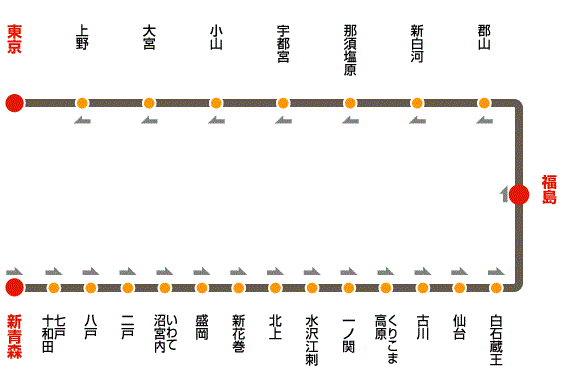 東京
上野
大宮
小山
宇都宮
那須塩原
新白河
郡山
福島
新青森
七戸
十和田
八戸
二戸
いわて
沼宮内
盛岡
新花巻
北上
水沢江刺
一ノ関
くりこま
高原
古川
仙台
白石蔵王